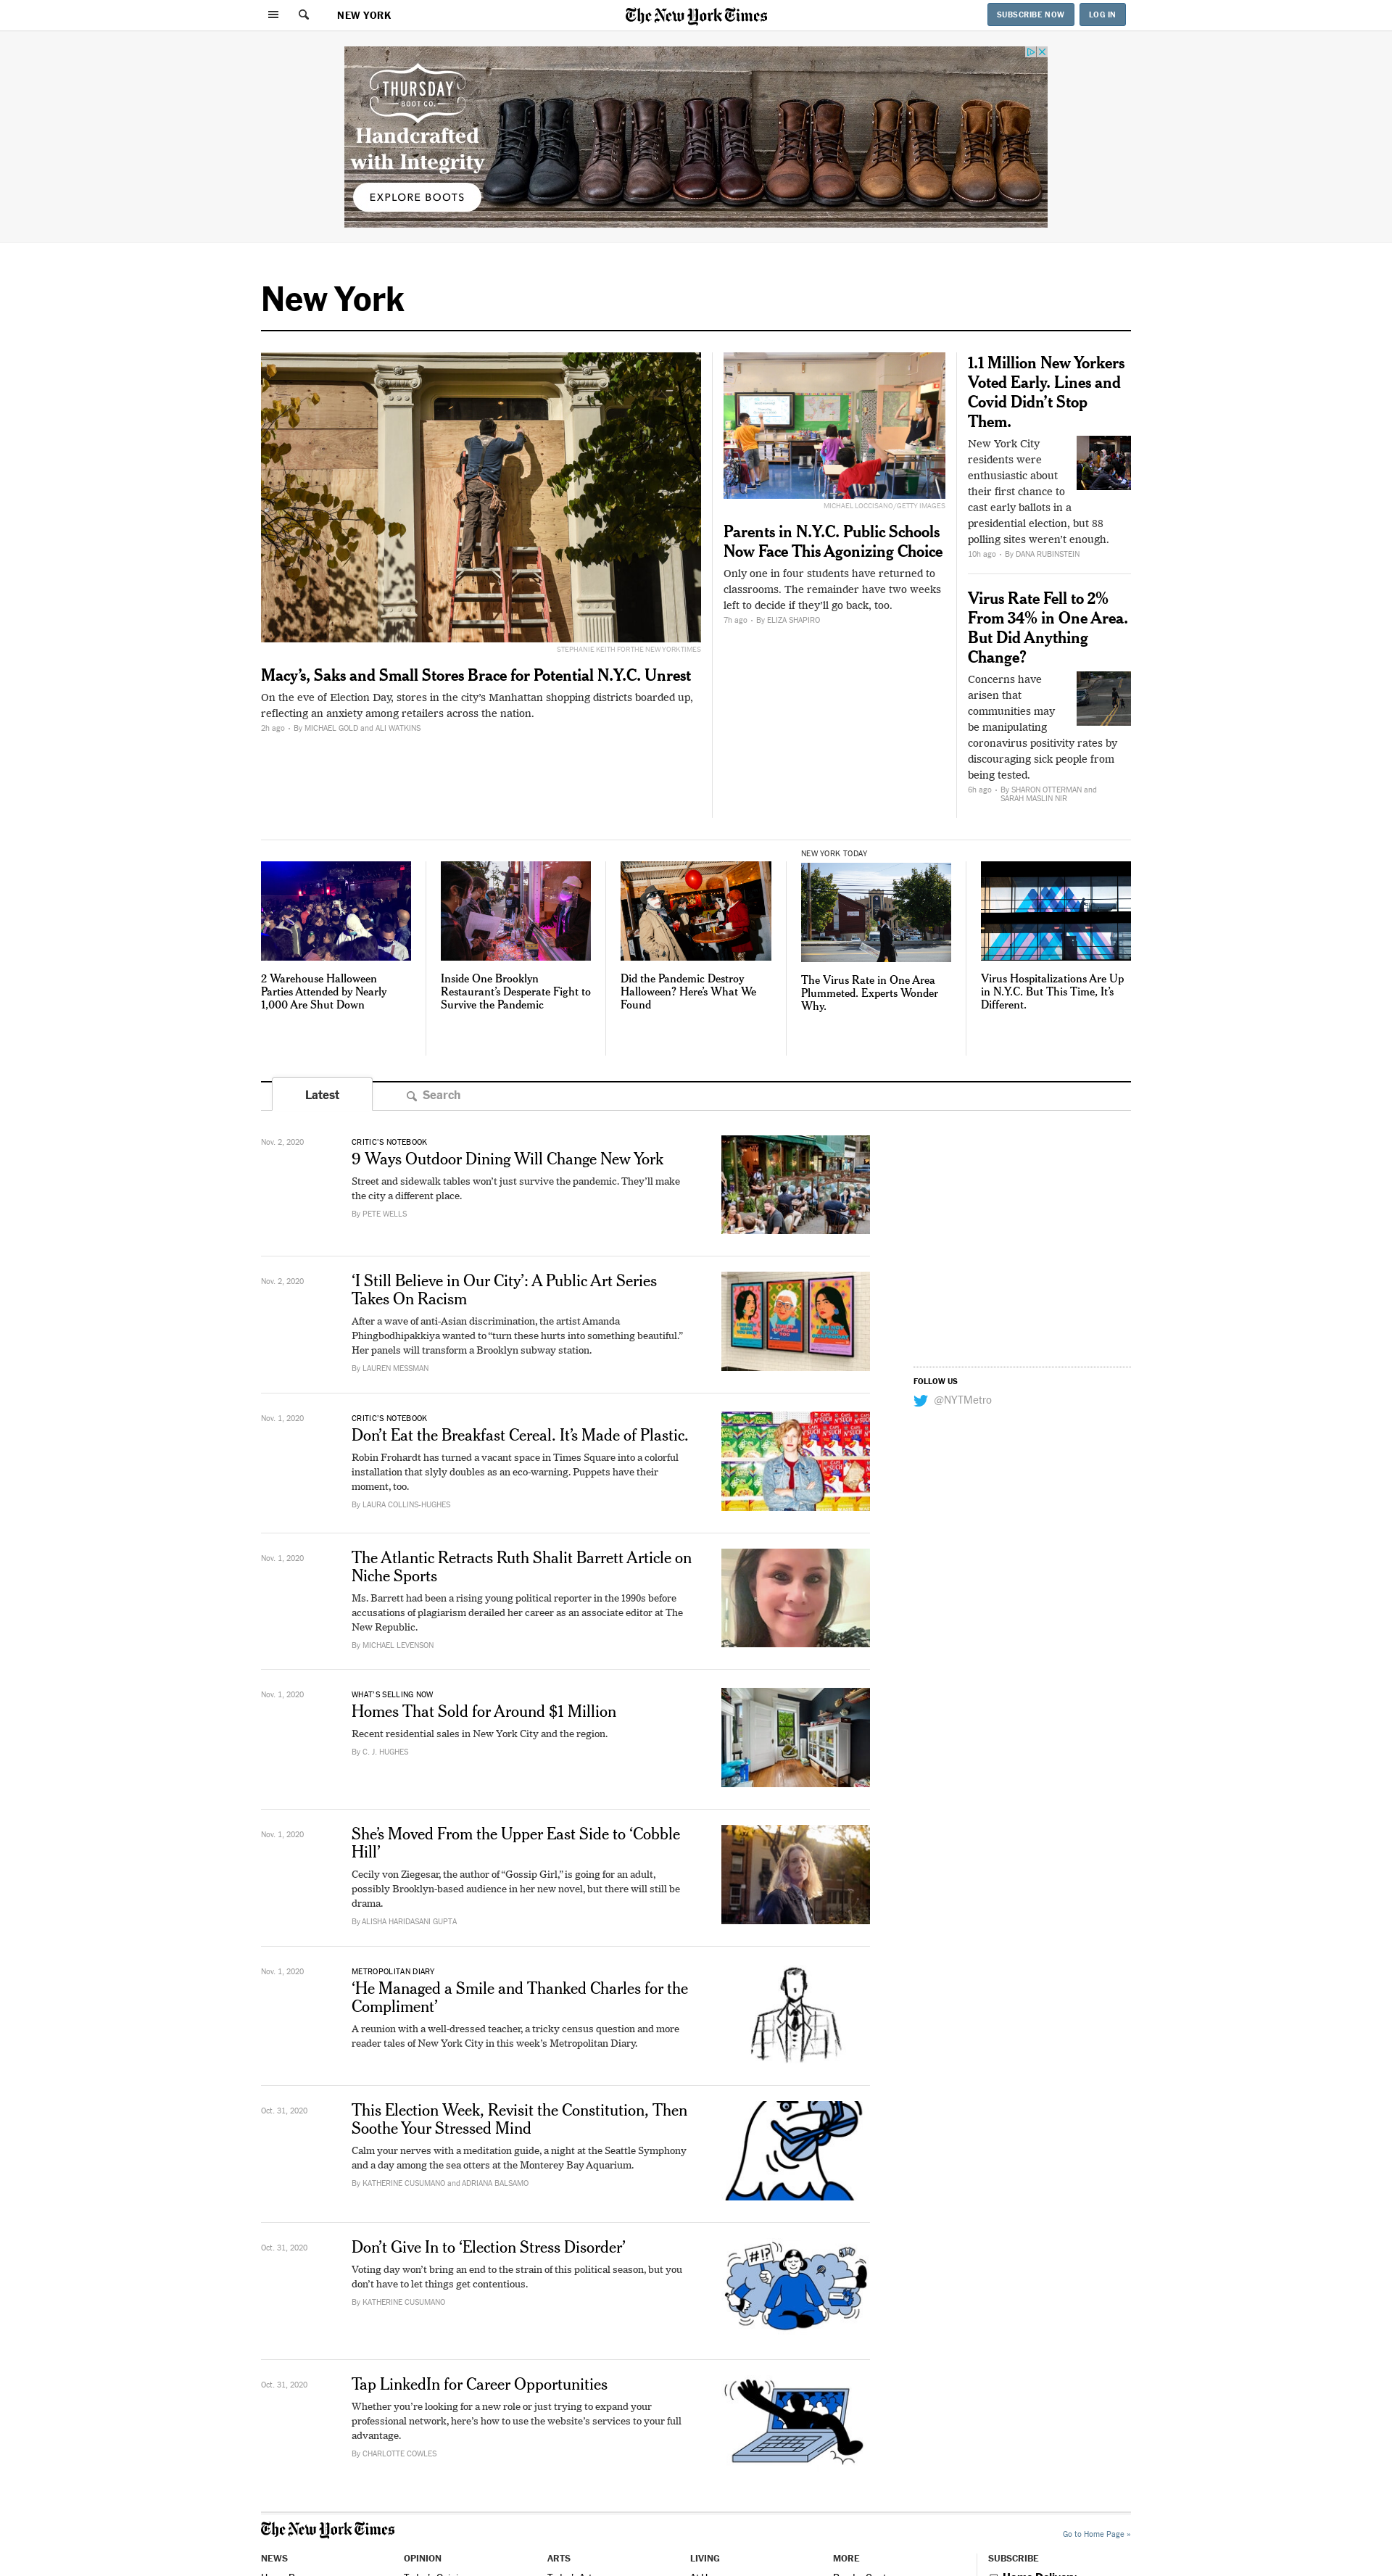 NEW YORK
The New York Times
SUBSCRIBE NOW
LOG IN
THURSDAY
BOOT CO.
Handcrafted
with Integrity
EXPLORE BOOTS
New York
STEPHANIE KEITH FOR THE NEW YORK TIMES
Macy’s, Saks and Small Stores Brace for Potential N.Y.C. Unrest
On the eve of Election Day, stores in the city’s Manhattan shopping districts boarded up,
reflecting an anxiety among retailers across the nation.
2h ago • By MICHAEL GOLD and ALI WATKINS
MICHAEL LOCCISANO/GETTY IMAGES
Parents in N.Y.C. Public Schools
Now Face This Agonizing Choice
Only one in four students have returned to
classrooms. The remainder have two weeks
left to decide if they’ll go back, too.
7h ago • By ELIZA SHAPIRO
1.1 Million New Yorkers
Voted Early. Lines and
Covid Didn’t Stop
Them.
New York City
residents were
enthusiastic about
their first chance to
cast early ballots in a
presidential election, but 88
polling sites weren’t enough.
10h ago • By DANA RUBINSTEIN
Virus Rate Fell to 2%
From 34% in One Area.
But Did Anything
Change?
Concerns have
arisen that
communities may
be manipulating
coronavirus positivity rates by
discouraging sick people from
being tested.
6h ago • By SHARON OTTERMAN and
SARAH MASLIN NIR
2 Warehouse Halloween
Parties Attended by Nearly
1,000 Are Shut Down
Inside One Brooklyn
Restaurant’s Desperate Fight to
Survive the Pandemic
Did the Pandemic Destroy
Halloween? Here’s What We
Found
NEW YORK TODAY
The Virus Rate in One Area
Plummeted. Experts Wonder
Why.
Virus Hospitalizations Are Up
in N.Y.C. But This Time, It’s
Different.
Latest
Search
Nov. 2, 2020
CRITIC’S NOTEBOOK
9 Ways Outdoor Dining Will Change New York
Street and sidewalk tables won’t just survive the pandemic. They’ll make
the city a different place.
By PETE WELLS
Nov. 2, 2020
‘I Still Believe in Our City’: A Public Art Series
Takes On Racism
After a wave of anti-Asian discrimination, the artist Amanda
Phingbodhipakkiya wanted to “turn these hurts into something beautiful.”
Her panels will transform a Brooklyn subway station.
By LAUREN MESSMAN
FOLLOW US
@NYTMetro
Nov. 1, 2020
CRITIC’S NOTEBOOK
Don’t Eat the Breakfast Cereal. It’s Made of Plastic.
Robin Frohardt has turned a vacant space in Times Square into a colorful
installation that slyly doubles as an eco-warning. Puppets have their
moment, too.
By LAURA COLLINS-HUGHES
Nov. 1, 2020
The Atlantic Retracts Ruth Shalit Barrett Article on
Niche Sports
Ms. Barrett had been a rising young political reporter in the 1990s before
accusations of plagiarism derailed her career as an associate editor at The
New Republic.
By MICHAEL LEVENSON
Nov. 1, 2020
WHAT’S SELLING NOW
Homes That Sold for Around $1 Million
Recent residential sales in New York City and the region.
By C. J. HUGHES
Nov. 1, 2020
She’s Moved From the Upper East Side to ‘Cobble
Hill’
Cecily von Ziegesar, the author of “Gossip Girl,” is going for an adult,
possibly Brooklyn-based audience in her new novel, but there will still be
drama.
By ALISHA HARIDASANI GUPTA
Nov. 1, 2020
METROPOLITAN DIARY
‘He Managed a Smile and Thanked Charles for the
Compliment’
A reunion with a well-dressed teacher, a tricky census question and more
reader tales of New York City in this week’s Metropolitan Diary.
Oct. 31, 2020
This Election Week, Revisit the Constitution, Then
Soothe Your Stressed Mind
Calm your nerves with a meditation guide, a night at the Seattle Symphony
and a day among the sea otters at the Monterey Bay Aquarium.
By KATHERINE CUSUMANO and ADRIANA BALSAMO
Oct. 31, 2020
Don’t Give In to ‘Election Stress Disorder’
Voting day won’t bring an end to the strain of this political season, but you
don’t have to let things get contentious.
By KATHERINE CUSUMANO
#!?
Oct. 31, 2020
Tap LinkedIn for Career Opportunities
Whether you’re looking for a new role or just trying to expand your
professional network, here’s how to use the website’s services to your full
advantage.
By CHARLOTTE COWLES
The New York Times
Go to Home Page »
NEWS
OPINION
ARTS
LIVING
MORE
SUBSCRIBE